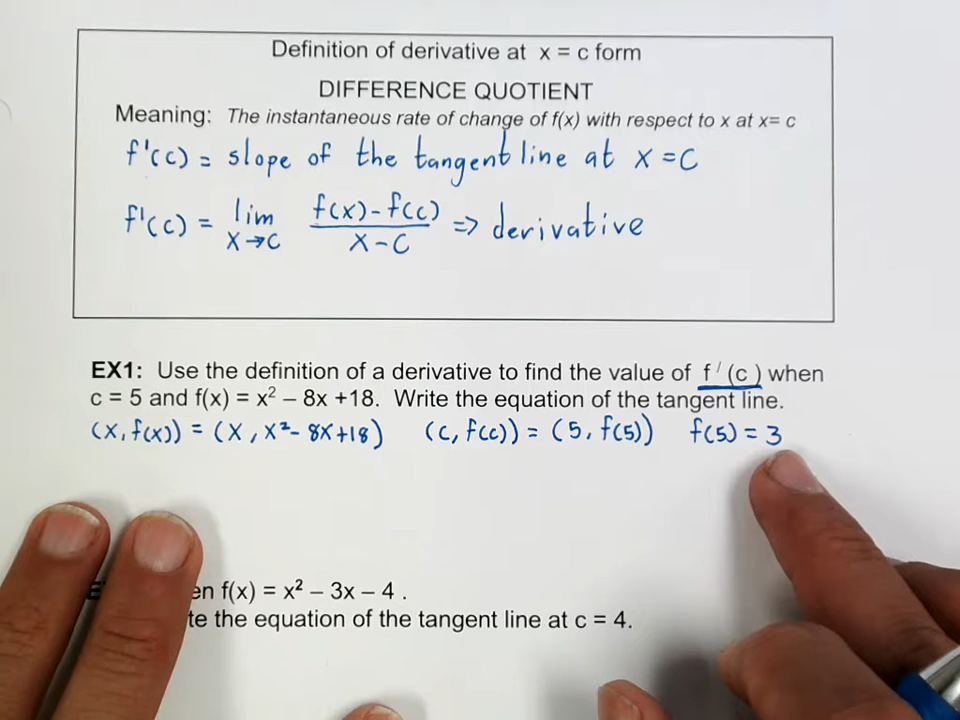 Definition of derivative at x = c form
DIFFERENCE QUOTIENT
Meaning: The instantaneous rate of change of f(x) with respect to x at x= c
f'(c) = slope of the tangent line at x = c
f'(c) = lim x→c f(x)-f(c) / x-c => derivative
EX1: Use the definition of a derivative to find the value of f ′ (c ) when
c = 5 and f(x) = x² – 8x +18. Write the equation of the tangent line.
(x, f(x)) = (x, x²- 8x+18) (c, f(c)) = (5, f(5)) f(5) = 3
f(x) = x² – 3x – 4 .
the equation of the tangent line at c = 4.